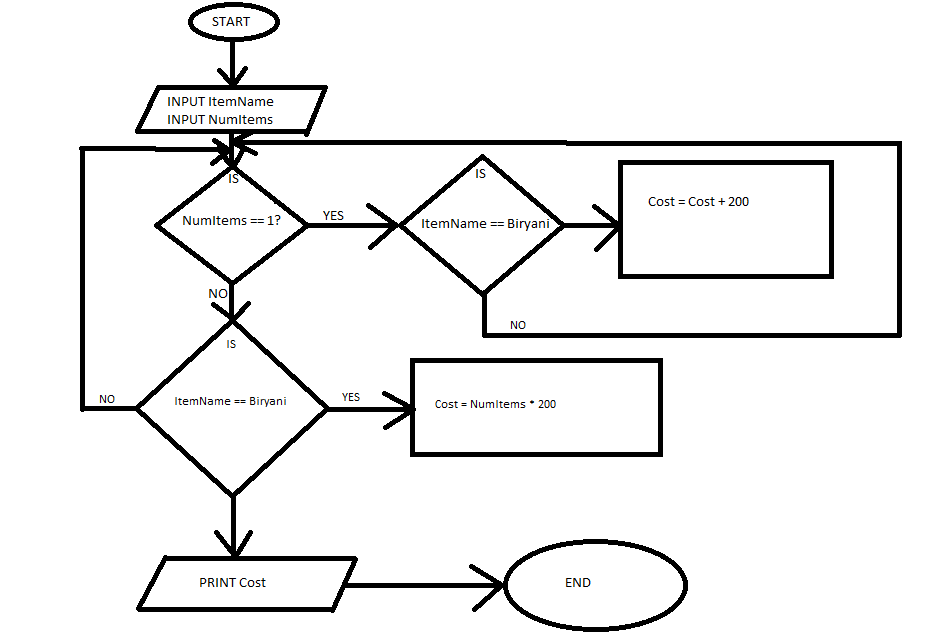 START
INPUT ItemName
INPUT NumItems
IS
NumItems == 1?
YES
IS
ItemName == Biryani
Cost = Cost + 200
NO
NO
IS
ItemName == Biryani
NO
YES
Cost = NumItems * 200
PRINT Cost
END